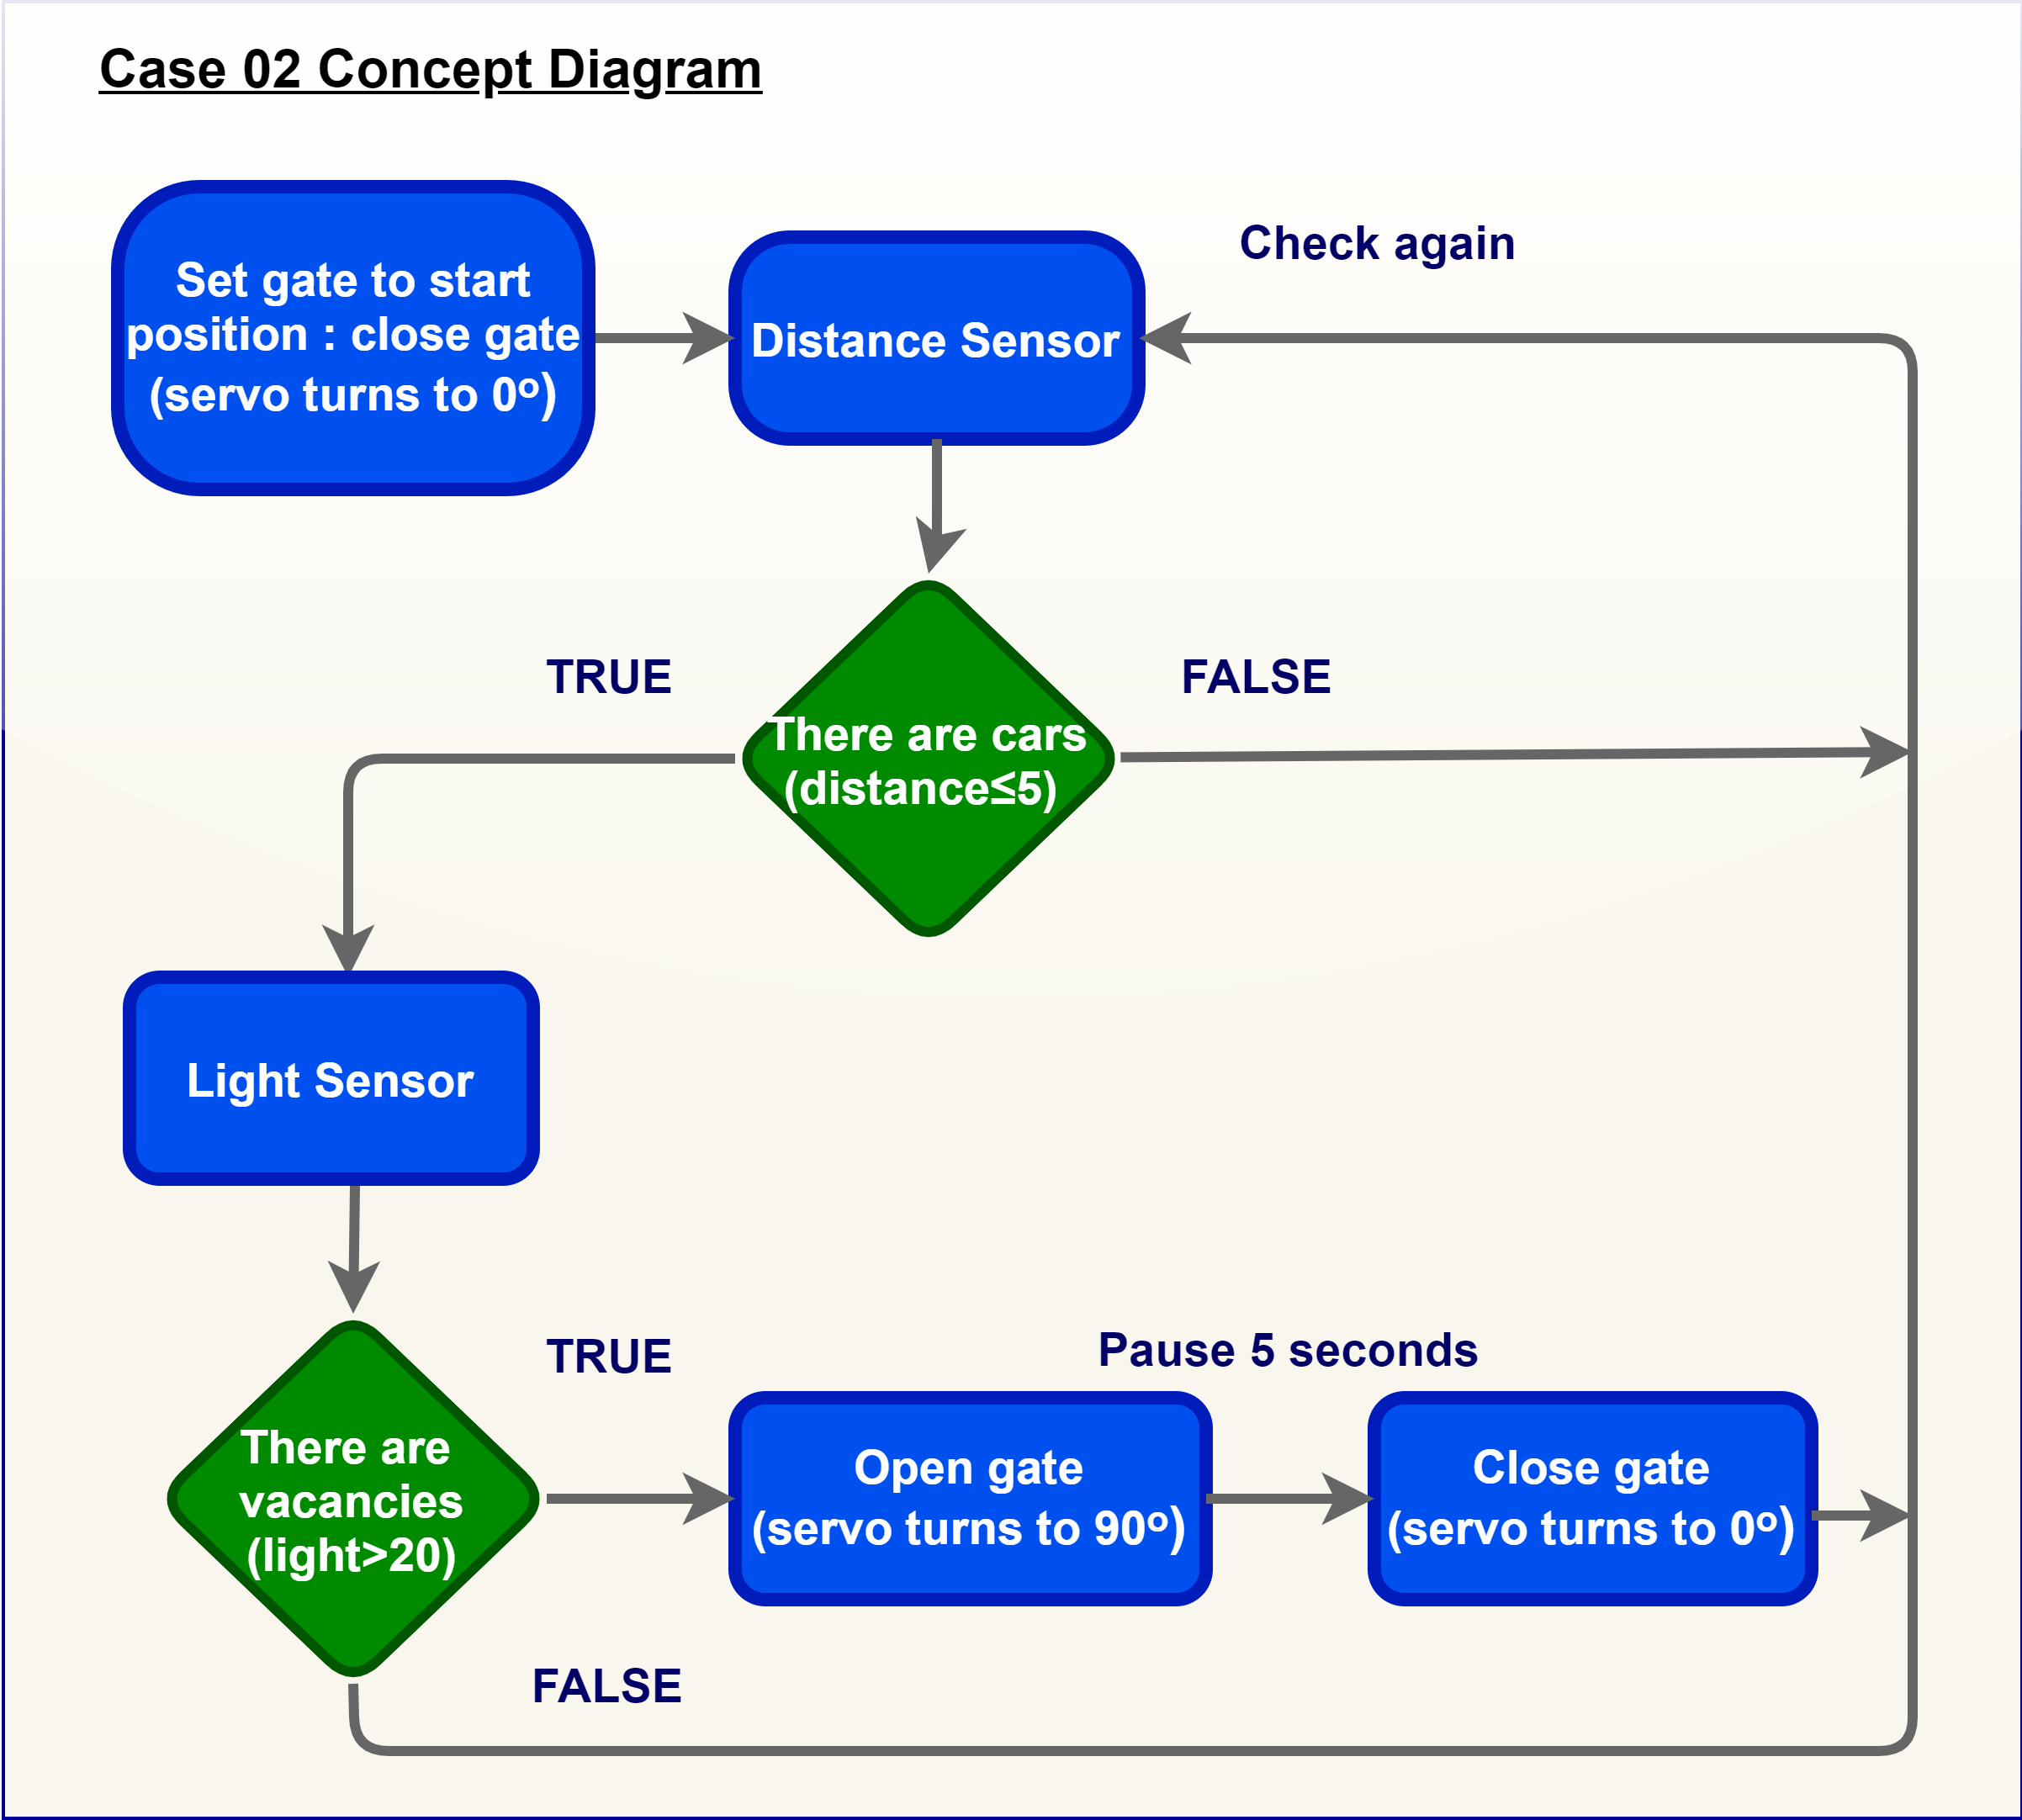 Case 02 Concept Diagram
Set gate to start
position : close gate
(servo turns to 0º)
Distance Sensor
Check again
There are cars
(distance≤5)
TRUE
FALSE
Light Sensor
There are
vacancies
(light>20)
TRUE
Open gate
(servo turns to 90º)
Pause 5 seconds
Close gate
(servo turns to 0º)
FALSE